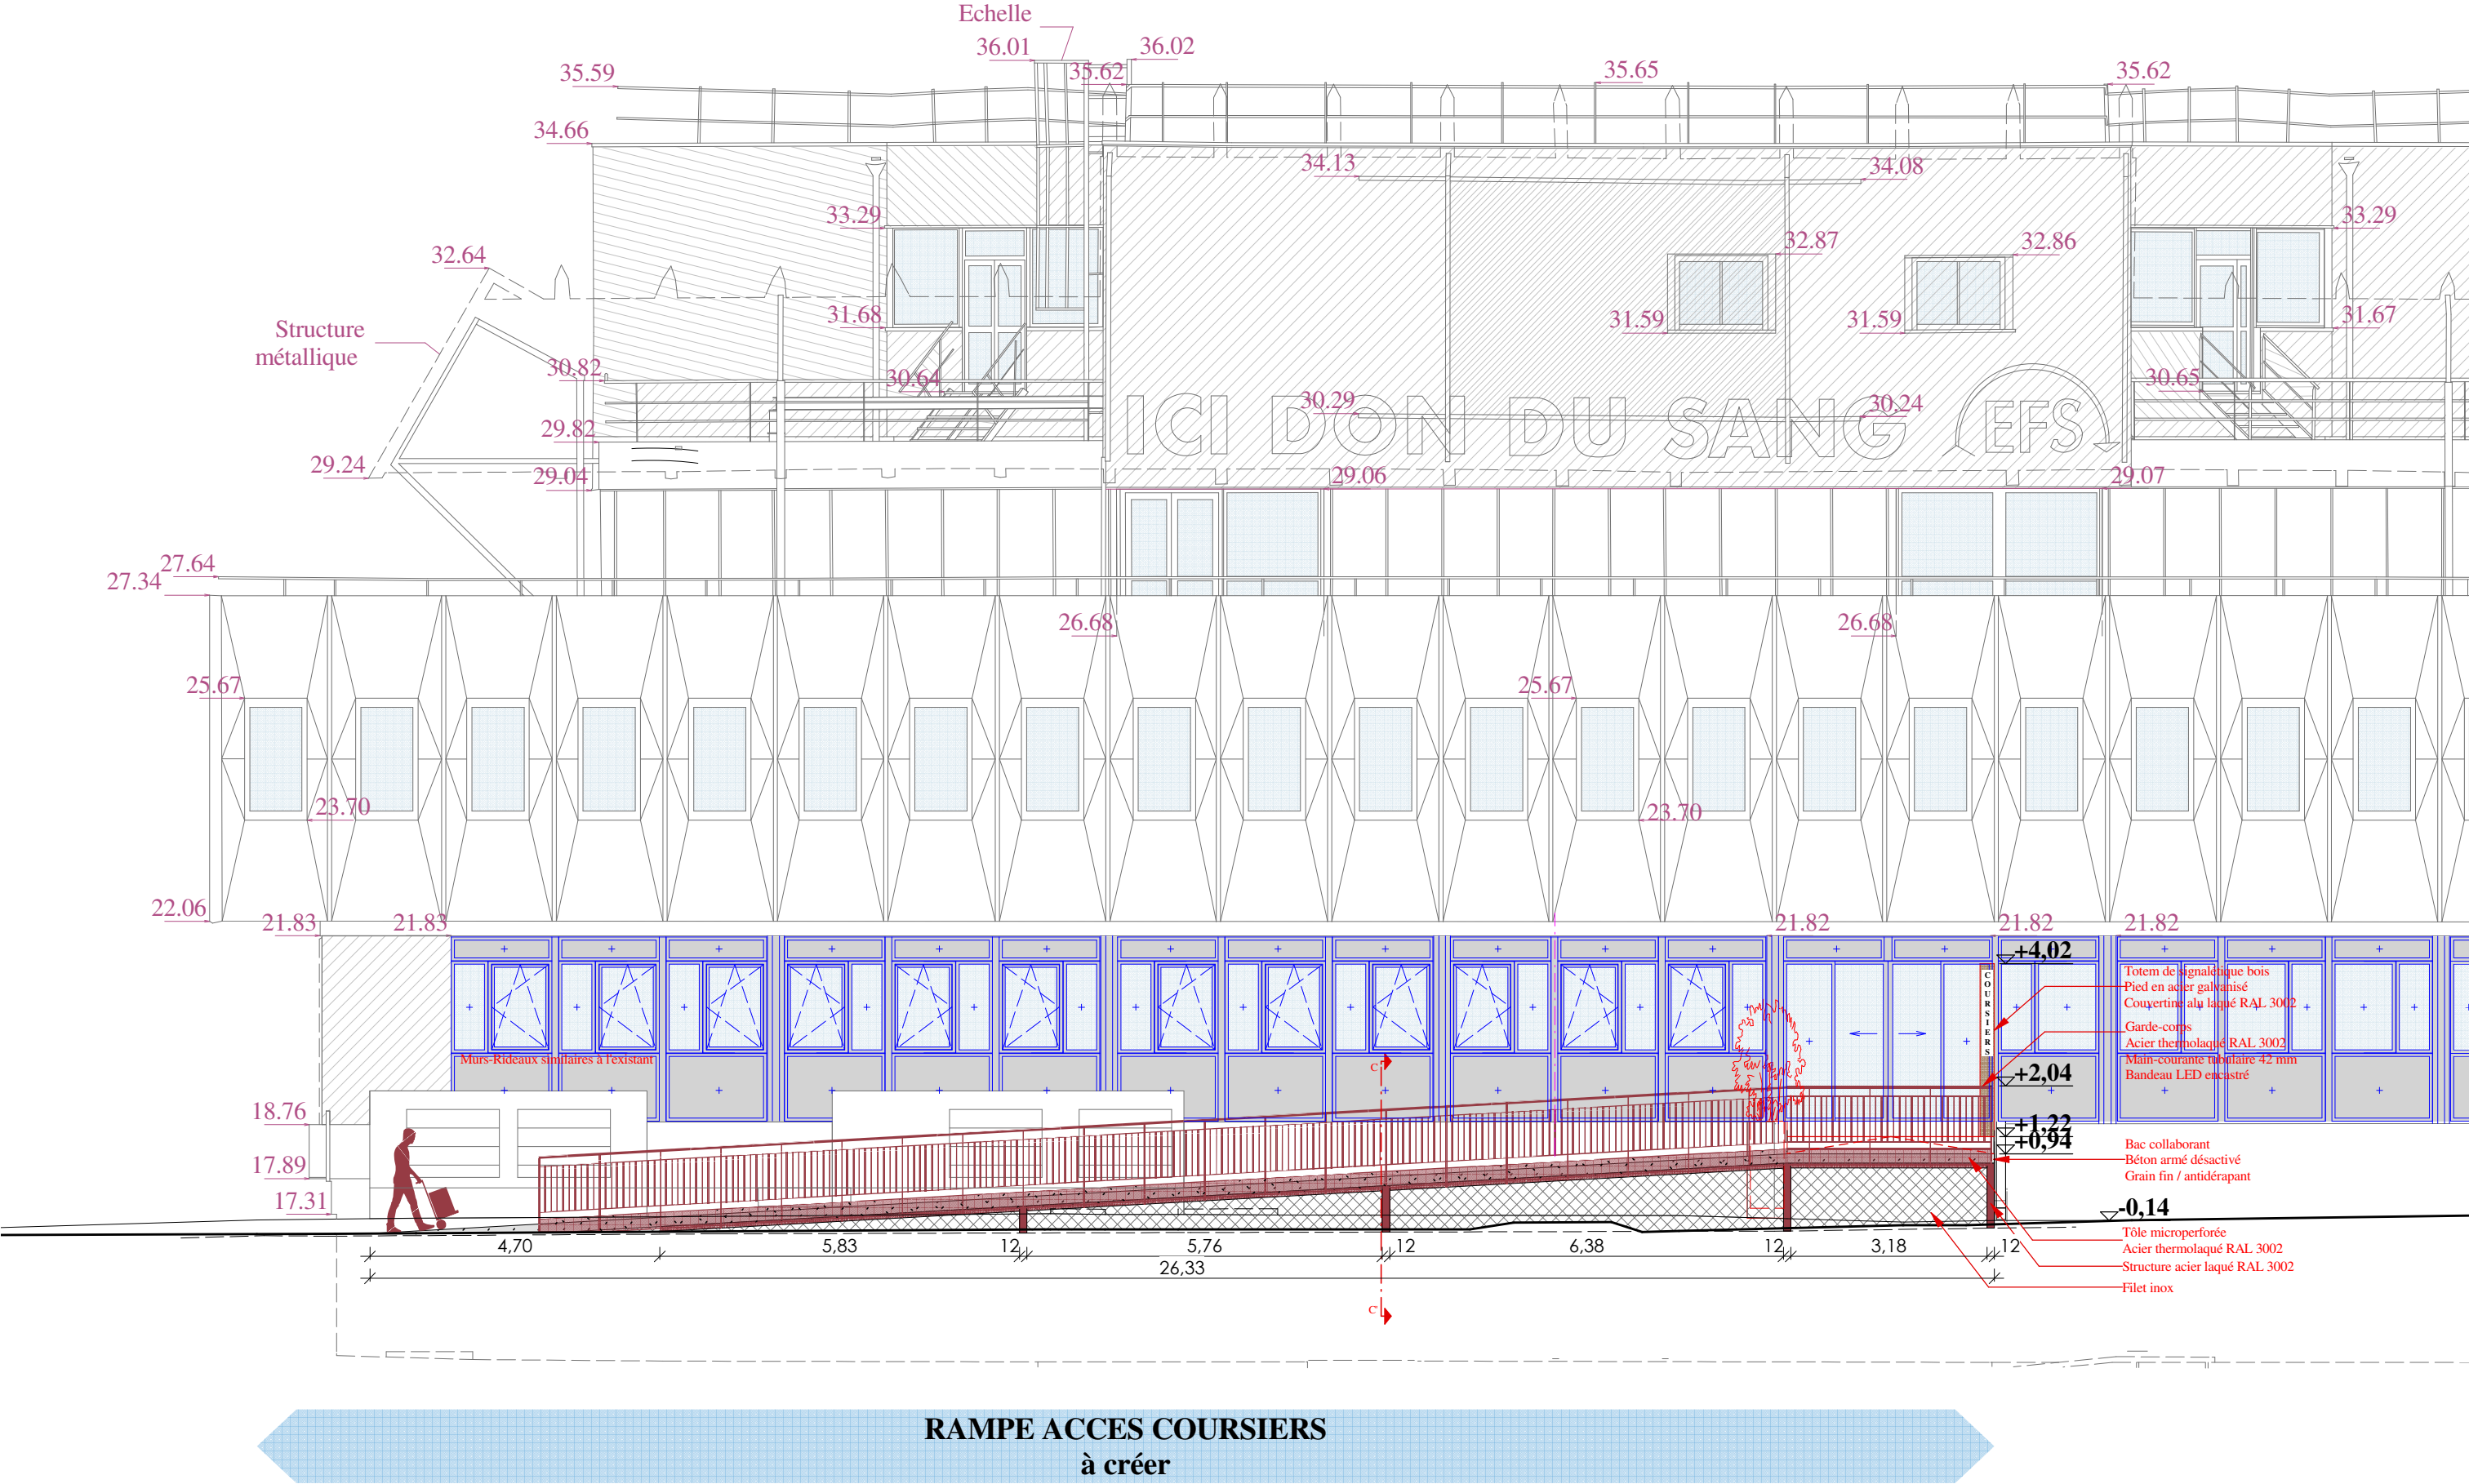 Echelle
36.01
36.02
35.59
35.62
35.65
35.62
34.66
34.13
34.08
33.29
33.29
32.64
32.87
32.86
Structure
métallique
31.68
31.59
31.59
31.67
30.82
30.64
30.65
30.29
30.24
ICI DON DU SANG EFS
29.82
29.24
29.04
29.06
29.07
27.64
27.34
26.68
26.68
25.67
25.67
23.70
23.70
22.06
21.83
21.83
21.82
21.82
21.82
+4,02
COURSIERS
Totem de signalétique bois
Pied en acier galvanisé
Couvertine alu laqué RAL 3002
Garde-corps
Acier thermolaqué RAL 3002
Main-courante tubulaire 42 mm
Bandeau LED encastré
Murs-Rideaux similaires à l'existant
C
+2,04
18.76
+1,22
+0,94
Bac collaborant
Béton armé désactivé
Grain fin / antidérapant
17.89
17.31
-0,14
Tôle microperforée
Acier thermolaqué RAL 3002
Structure acier laqué RAL 3002
Filet inox
4,70
5,83
12
5,76
12
6,38
12
3,18
12
26,33
C'
RAMPE ACCES COURSIERS
à créer